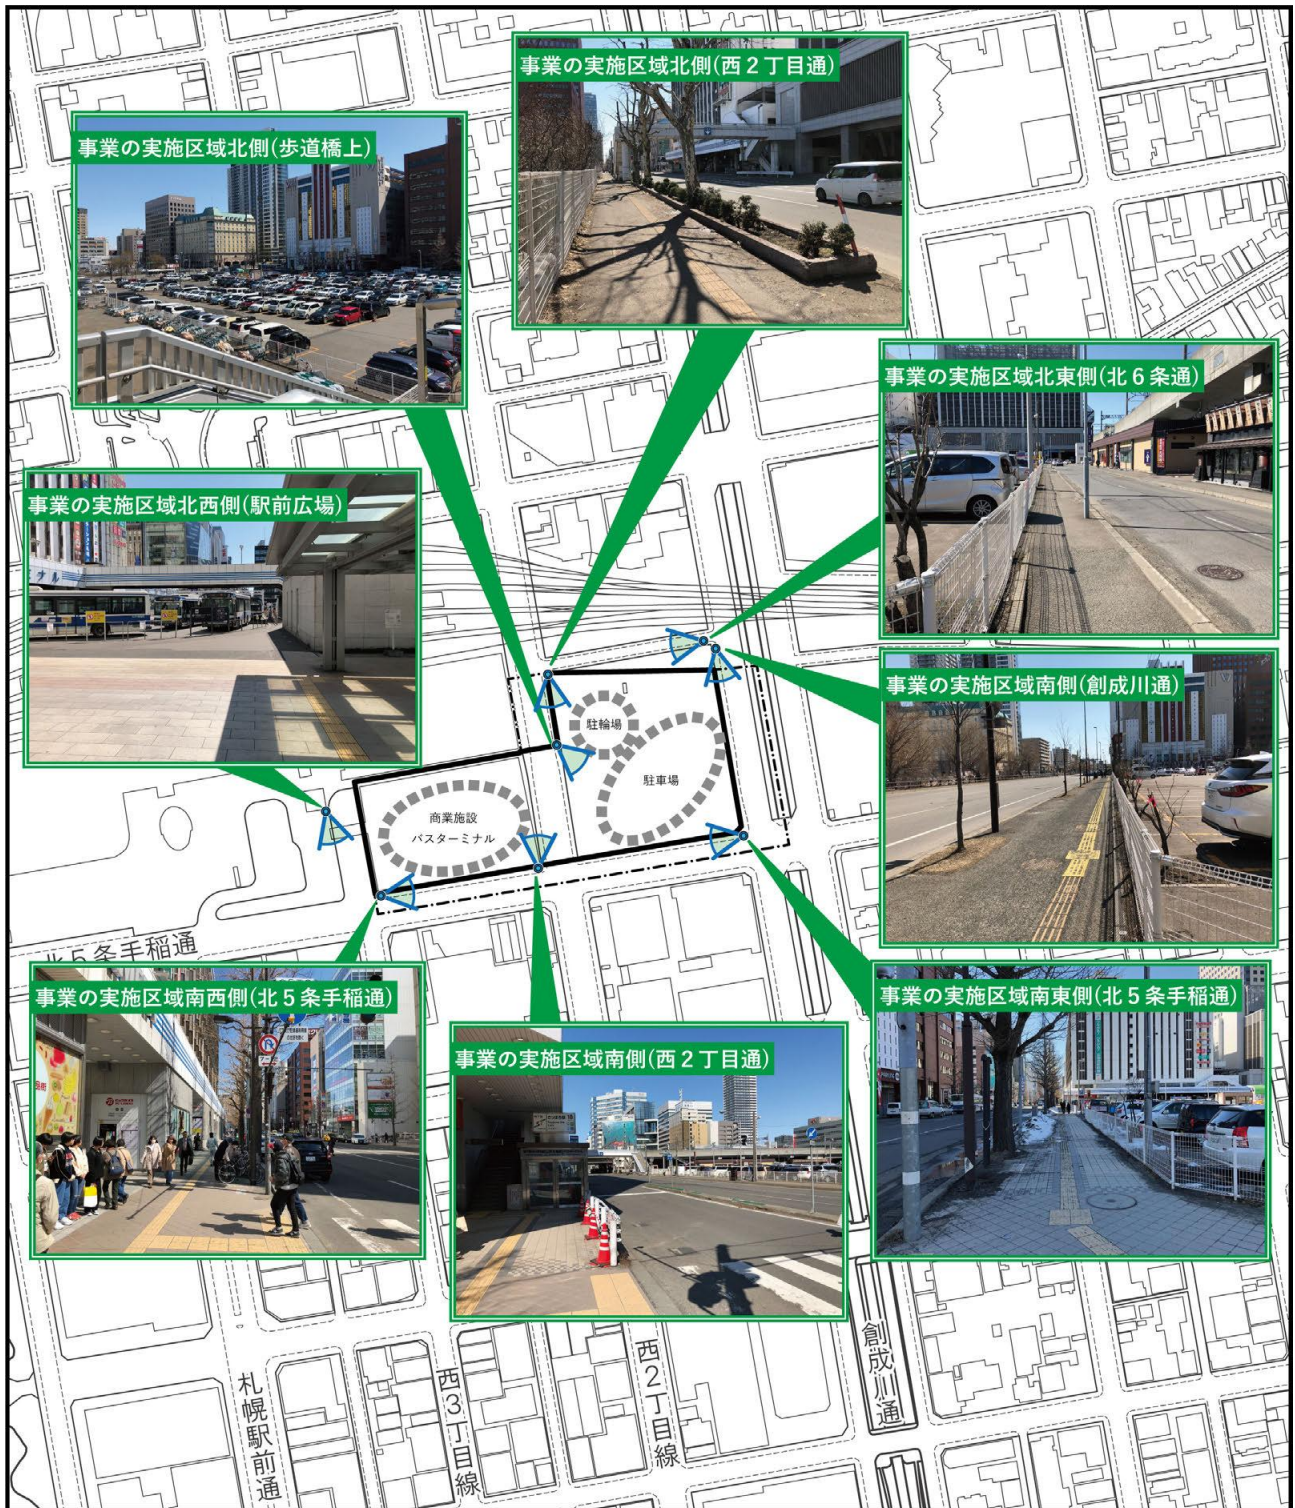 事業の実施区域北側(西２丁目通)
事業の実施区域北側(歩道橋上)
事業の実施区域北東側(北６条通)
事業の実施区域北西側(駅前広場)
ナル
事業の実施区域南側(創成川通)
駐輪場
駐車場
商業施設
バスターミナル
北５条手稲通
事業の実施区域南西側(北５条手稲通)
事業の実施区域南側(西２丁目通)
事業の実施区域南東側(北５条手稲通)
札幌駅前通
西３丁目線
西２丁目線
創成川通